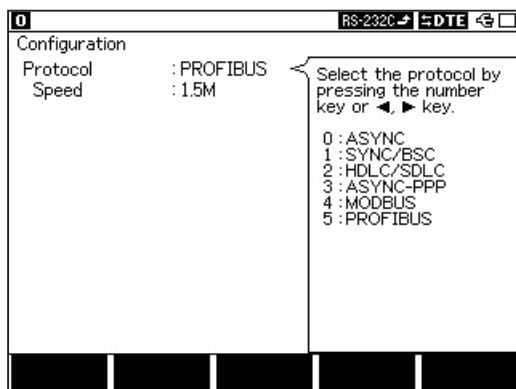 0 RS-232C DTE
Configuration
Protocol : PROFIBUS
Speed : 1.5M
Select the protocol by
pressing the number
key or ◄, ► key.
0 : ASYNC
1 : SYNC/BSC
2 : HDLC/SDLC
3 : ASYNC-PPP
4 : MODBUS
5 : PROFIBUS